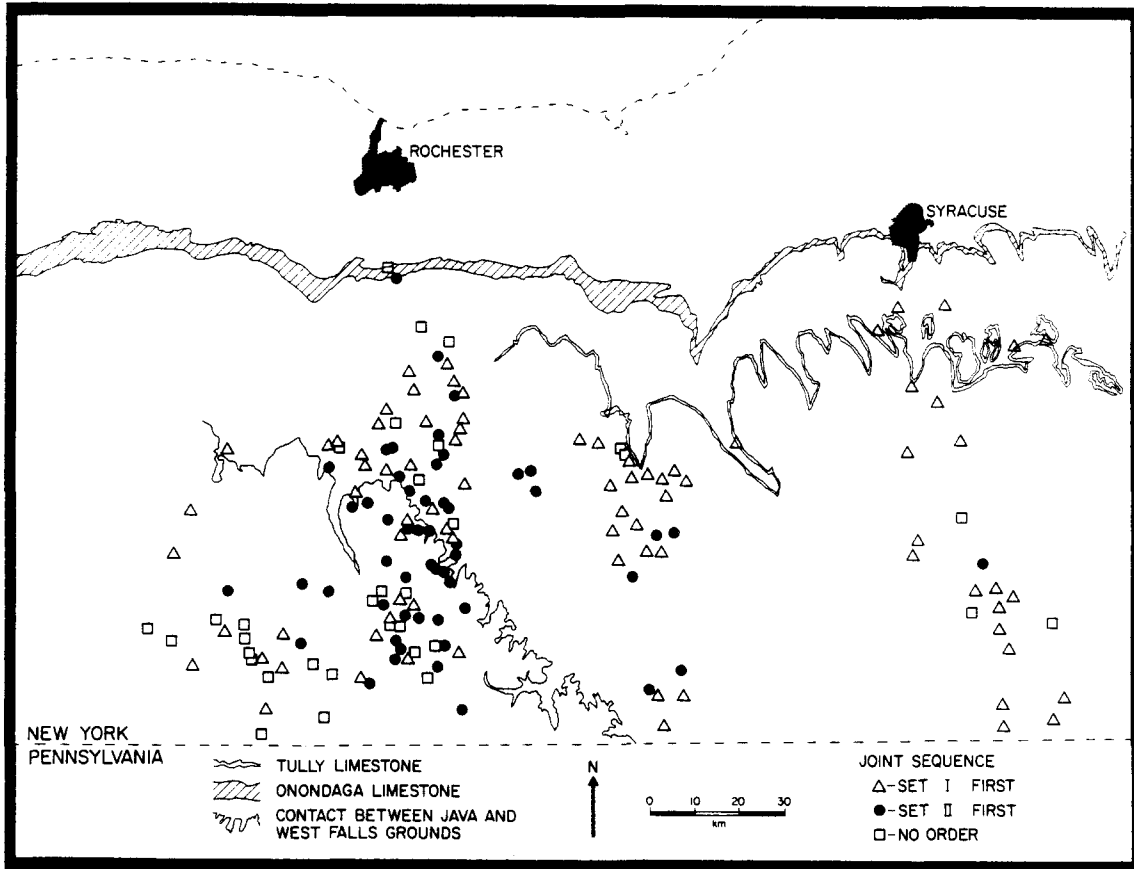 ROCHESTER
SYRACUSE
NEW YORK
PENNSYLVANIA
TULLY LIMESTONE
ONONDAGA LIMESTONE
CONTACT BETWEEN JAVA AND
WEST FALLS GROUNDS
N
0 10 20 30
km
JOINT SEQUENCE
△-SET I FIRST
●-SET II FIRST
□-NO ORDER